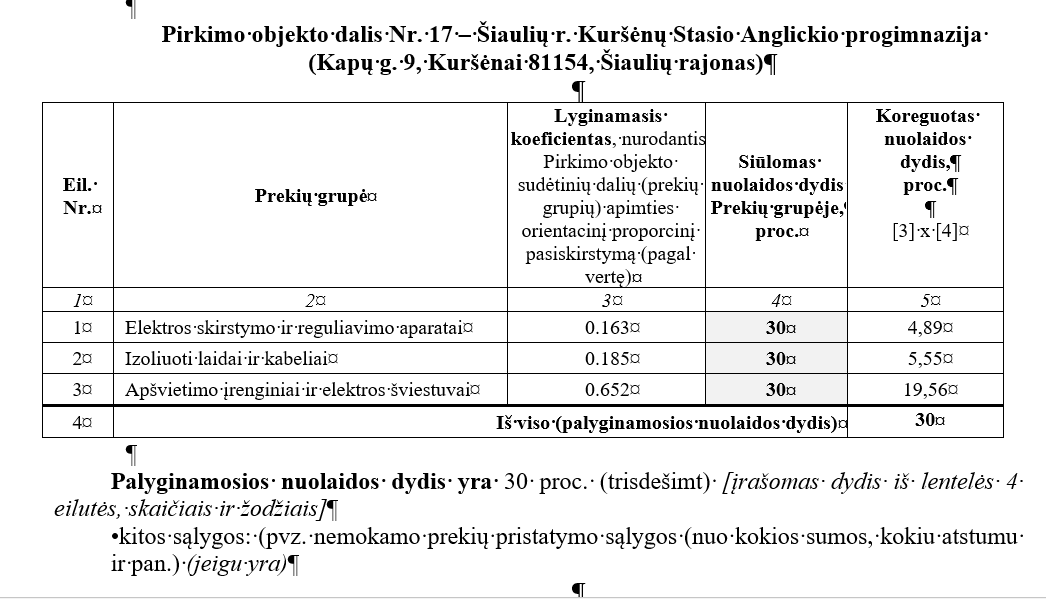 Pirkimo objekto dalis Nr. 17 – Šiaulių r. Kuršėnų Stasio Anglickio progimnazija
(Kapų g. 9, Kuršėnai 81154, Šiaulių rajonas)¶
¶
Eil.
Nr.¤
Prekių grupė¤
Lyginamasis
koeficientas, nurodantis
Pirkimo objekto
sudėtinių dalių (prekių
grupių) apimties
orientacinį proporcinį
pasiskirstymą (pagal
vertę)¤
Siūlomas
nuolaidos dydis
Prekių grupėje,
proc.¤
Koreguotas
nuolaidos
dydis,¶
proc.¶
¶
[3] x [4]¤
1¤ 2¤ 3¤ 4¤ 5¤
1¤ Elektros skirstymo ir reguliavimo aparatai¤ 0.163¤ 30¤ 4,89¤
2¤ Izoliuoti laidai ir kabeliai¤ 0.185¤ 30¤ 5,55¤
3¤ Apšvietimo įrenginiai ir elektros šviestuvai¤ 0.652¤ 30¤ 19,56¤
4¤ Iš viso (palyginamosios nuolaidos dydis)¤ 30¤
¶
Palyginamosios nuolaidos dydis yra 30 proc. (trisdešimt) [įrašomas dydis iš lentelės 4
eilutės, skaičiais ir žodžiais]¶
•kitos sąlygos: (pvz. nemokamo prekių pristatymo sąlygos (nuo kokios sumos, kokiu atstumu
ir pan.) (jeigu yra)¶
¶